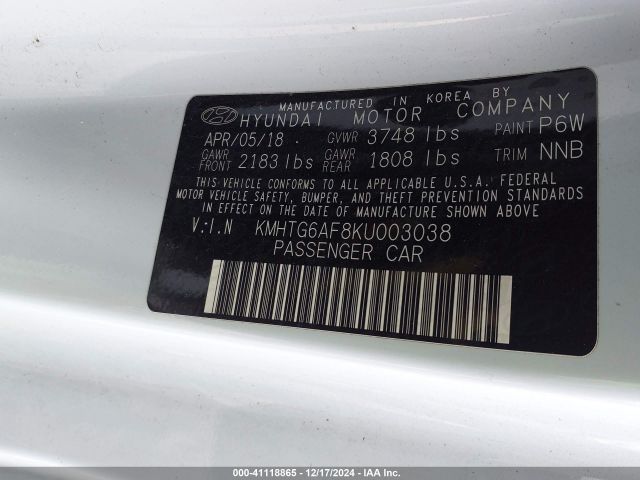 MANUFACTURED IN KOREA BY
HYUNDAI MOTOR COMPANY
APR/05/18 GVWR 3748 lbs PAINT P6W
GAWR FRONT 2183 lbs GAWR REAR 1808 lbs TRIM NNB
THIS VEHICLE CONFORMS TO ALL APPLICABLE U.S.A. FEDERAL
MOTOR VEHICLE SAFETY, BUMPER, AND THEFT PREVENTION STANDARDS
IN EFFECT ON THE DATE OF MANUFACTURE SHOWN ABOVE
V.I.N KMHTG6AF8KU003038
PASSENGER CAR
000-41118865 - 12/17/2024 - IAA Inc.